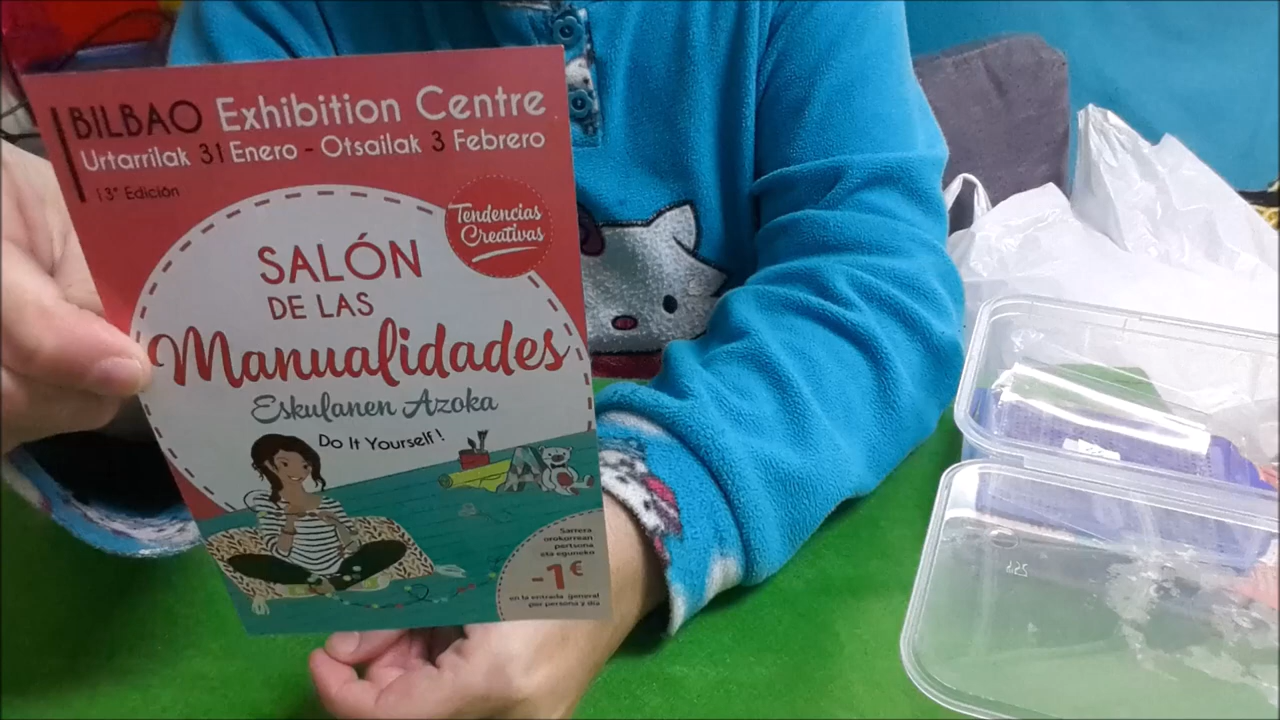 BILBAO Exhibition Centre
Urtarrilak 31 Enero - Otsailak 3 Febrero
13ª Edición
Tendencias
Creativas
SALÓN
DE LAS
Manualidades
Eskulanen Azoka
Do It Yourself!
Sarrera
orokorrean
pertsona
eta eguneko
-1€
en la entrada general
por persona y día